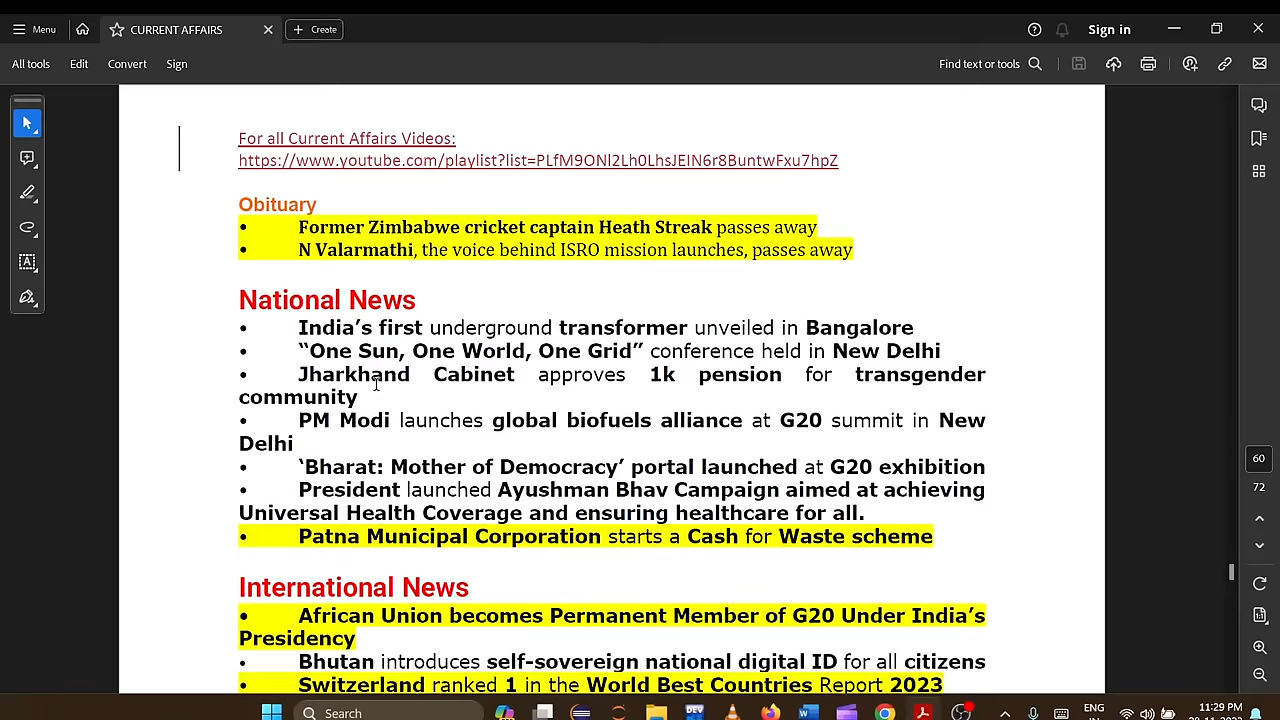 Menu
CURRENT AFFAIRS
Create
Sign in
All tools
Edit
Convert
Sign
Find text or tools
For all Current Affairs Videos:
https://www.youtube.com/playlist?list=PLfM9ONl2Lh0LhsJEIN6r8BuntwFxu7hpZ
Obituary
• Former Zimbabwe cricket captain Heath Streak passes away
• N Valarmathi, the voice behind ISRO mission launches, passes away
National News
• India’s first underground transformer unveiled in Bangalore
• “One Sun, One World, One Grid” conference held in New Delhi
• Jharkhand Cabinet approves 1k pension for transgender
community
• PM Modi launches global biofuels alliance at G20 summit in New
Delhi
• ‘Bharat: Mother of Democracy’ portal launched at G20 exhibition
• President launched Ayushman Bhav Campaign aimed at achieving
Universal Health Coverage and ensuring healthcare for all.
• Patna Municipal Corporation starts a Cash for Waste scheme
International News
• African Union becomes Permanent Member of G20 Under India’s
Presidency
• Bhutan introduces self-sovereign national digital ID for all citizens
• Switzerland ranked 1 in the World Best Countries Report 2023
60
72
Search
DEV
ENG
IN
11:29 PM